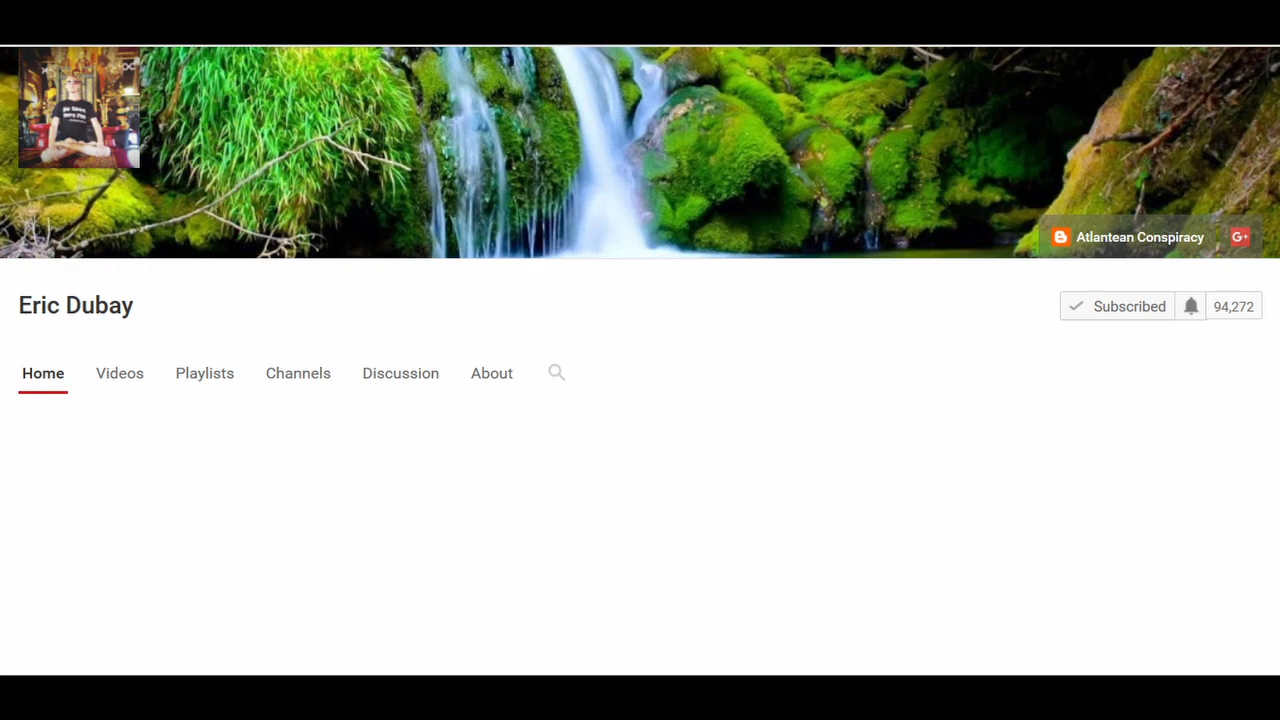 Atlantean Conspiracy
G+
Eric Dubay
Subscribed 94,272
Home Videos Playlists Channels Discussion About